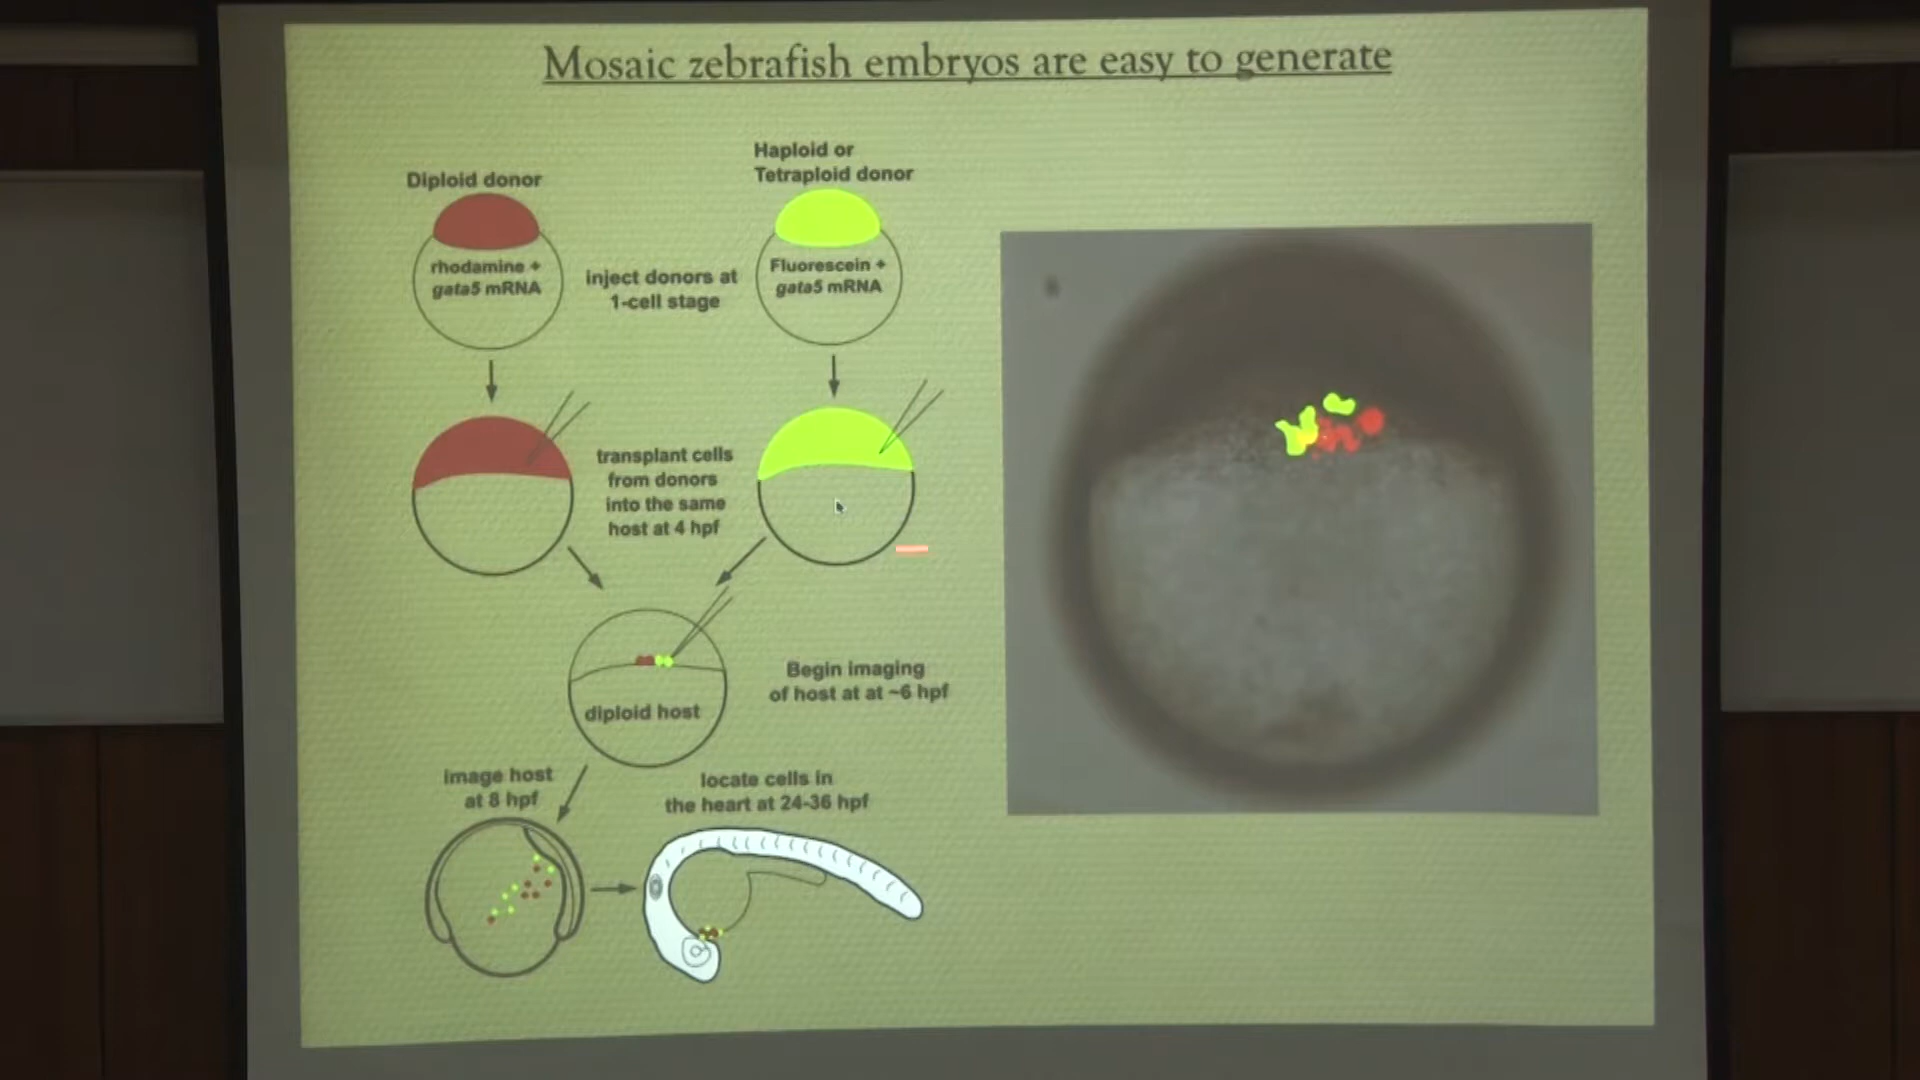 Mosaic zebrafish embryos are easy to generate
Diploid donor
Haploid or
Tetraploid donor
rhodamine +
gata5 mRNA
inject donors at
1-cell stage
Fluorescein +
gata5 mRNA
transplant cells
from donors
into the same
host at 4 hpf
diploid host
Begin imaging
of host at at ~6 hpf
image host
at 8 hpf
locate cells in
the heart at 24-36 hpf